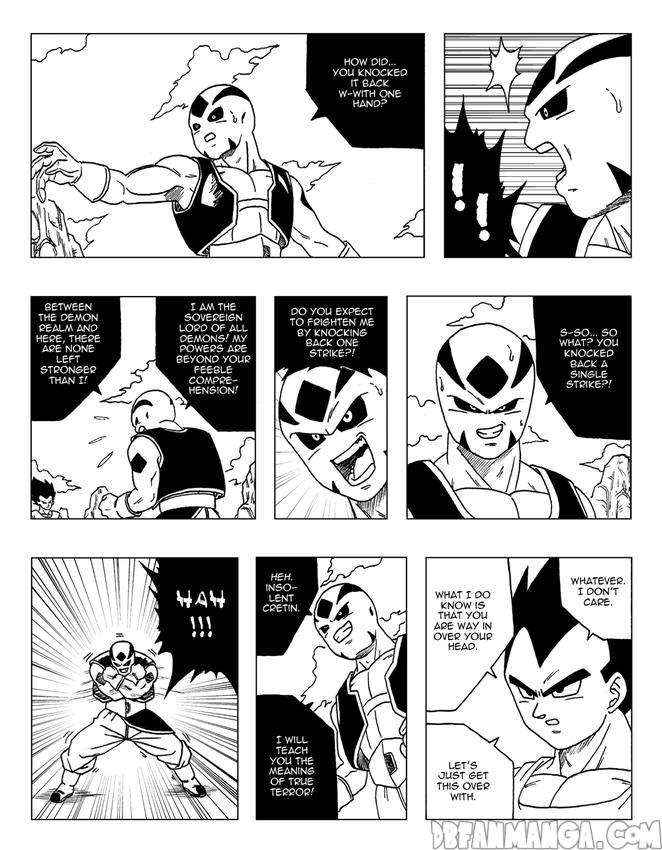 !!
HOW DID...
YOU KNOCKED
IT BACK
W-WITH ONE
HAND?
S-SO... SO
WHAT? YOU
KNOCKED
BACK A
SINGLE
STRIKE?!
DO YOU EXPECT
TO FRIGHTEN ME
BY KNOCKING
BACK ONE
STRIKE?!
I AM THE
SOVEREIGN
LORD OF ALL
DEMONS! MY
POWERS ARE
BEYOND YOUR
FEEBLE
COMPRE-
HENSION!
BETWEEN
THE DEMON
REALM AND
HERE, THERE
ARE NONE
LEFT
STRONGER
THAN I!
WHATEVER.
I DON'T
CARE.
WHAT I DO
KNOW IS
THAT YOU
ARE WAY IN
OVER YOUR
HEAD.
LET'S
JUST GET
THIS OVER
WITH.
HEH.
INSO-
LENT
CRETIN.
I WILL
TEACH
YOU THE
MEANING
OF TRUE
TERROR!
HAH
!!!
DBFANMANGA.COM